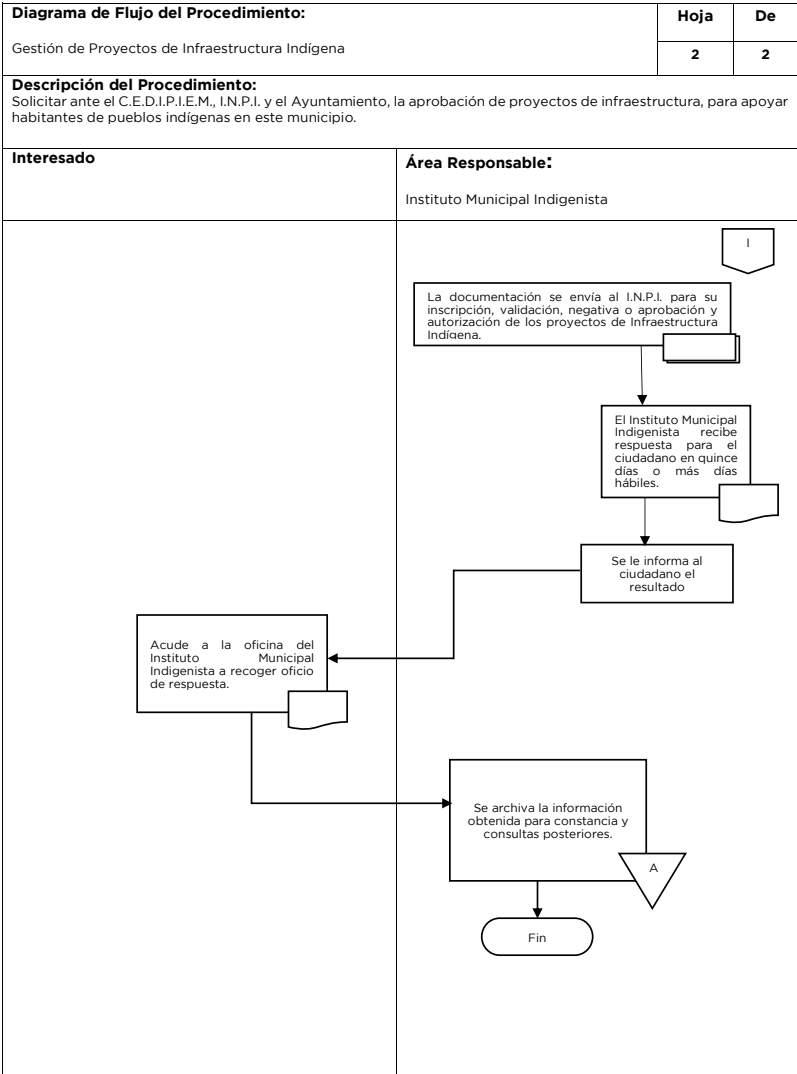 Diagrama de Flujo del Procedimiento:
Gestión de Proyectos de Infraestructura Indígena
Hoja
De
2
2
Descripción del Procedimiento:
Solicitar ante el C.E.D.I.P.I.E.M., I.N.P.I. y el Ayuntamiento, la aprobación de proyectos de infraestructura, para apoyar
habitantes de pueblos indígenas en este municipio.
Interesado
Área Responsable:
Instituto Municipal Indigenista
I
La documentación se envía al I.N.P.I. para su
inscripción, validación, negativa o aprobación y
autorización de los proyectos de Infraestructura
Indígena.
El Instituto Municipal
Indigenista recibe
respuesta para el
ciudadano en quince
días o más días
hábiles.
Se le informa al
ciudadano el
resultado
Acude a la oficina del
Instituto Municipal
Indigenista a recoger oficio
de respuesta.
Se archiva la información
obtenida para constancia y
consultas posteriores.
A
Fin